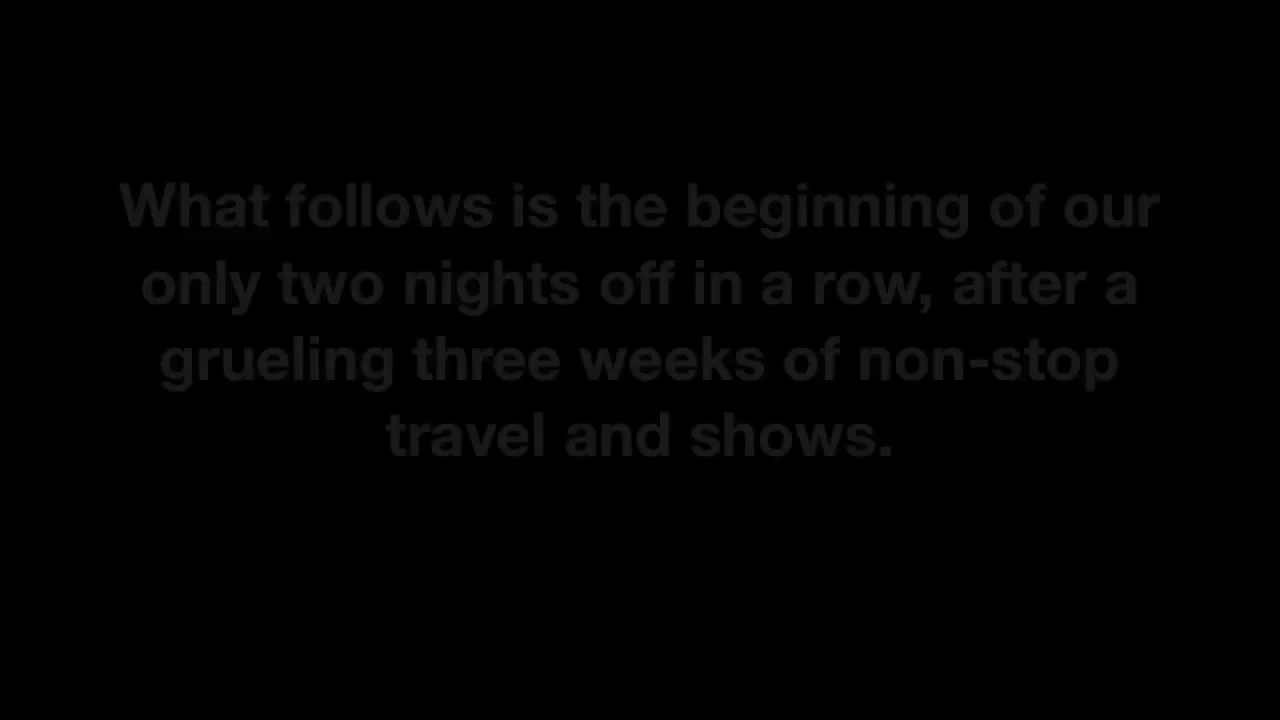 What follows is the beginning of our
only two nights off in a row, after a
grueling three weeks of non-stop
travel and shows.